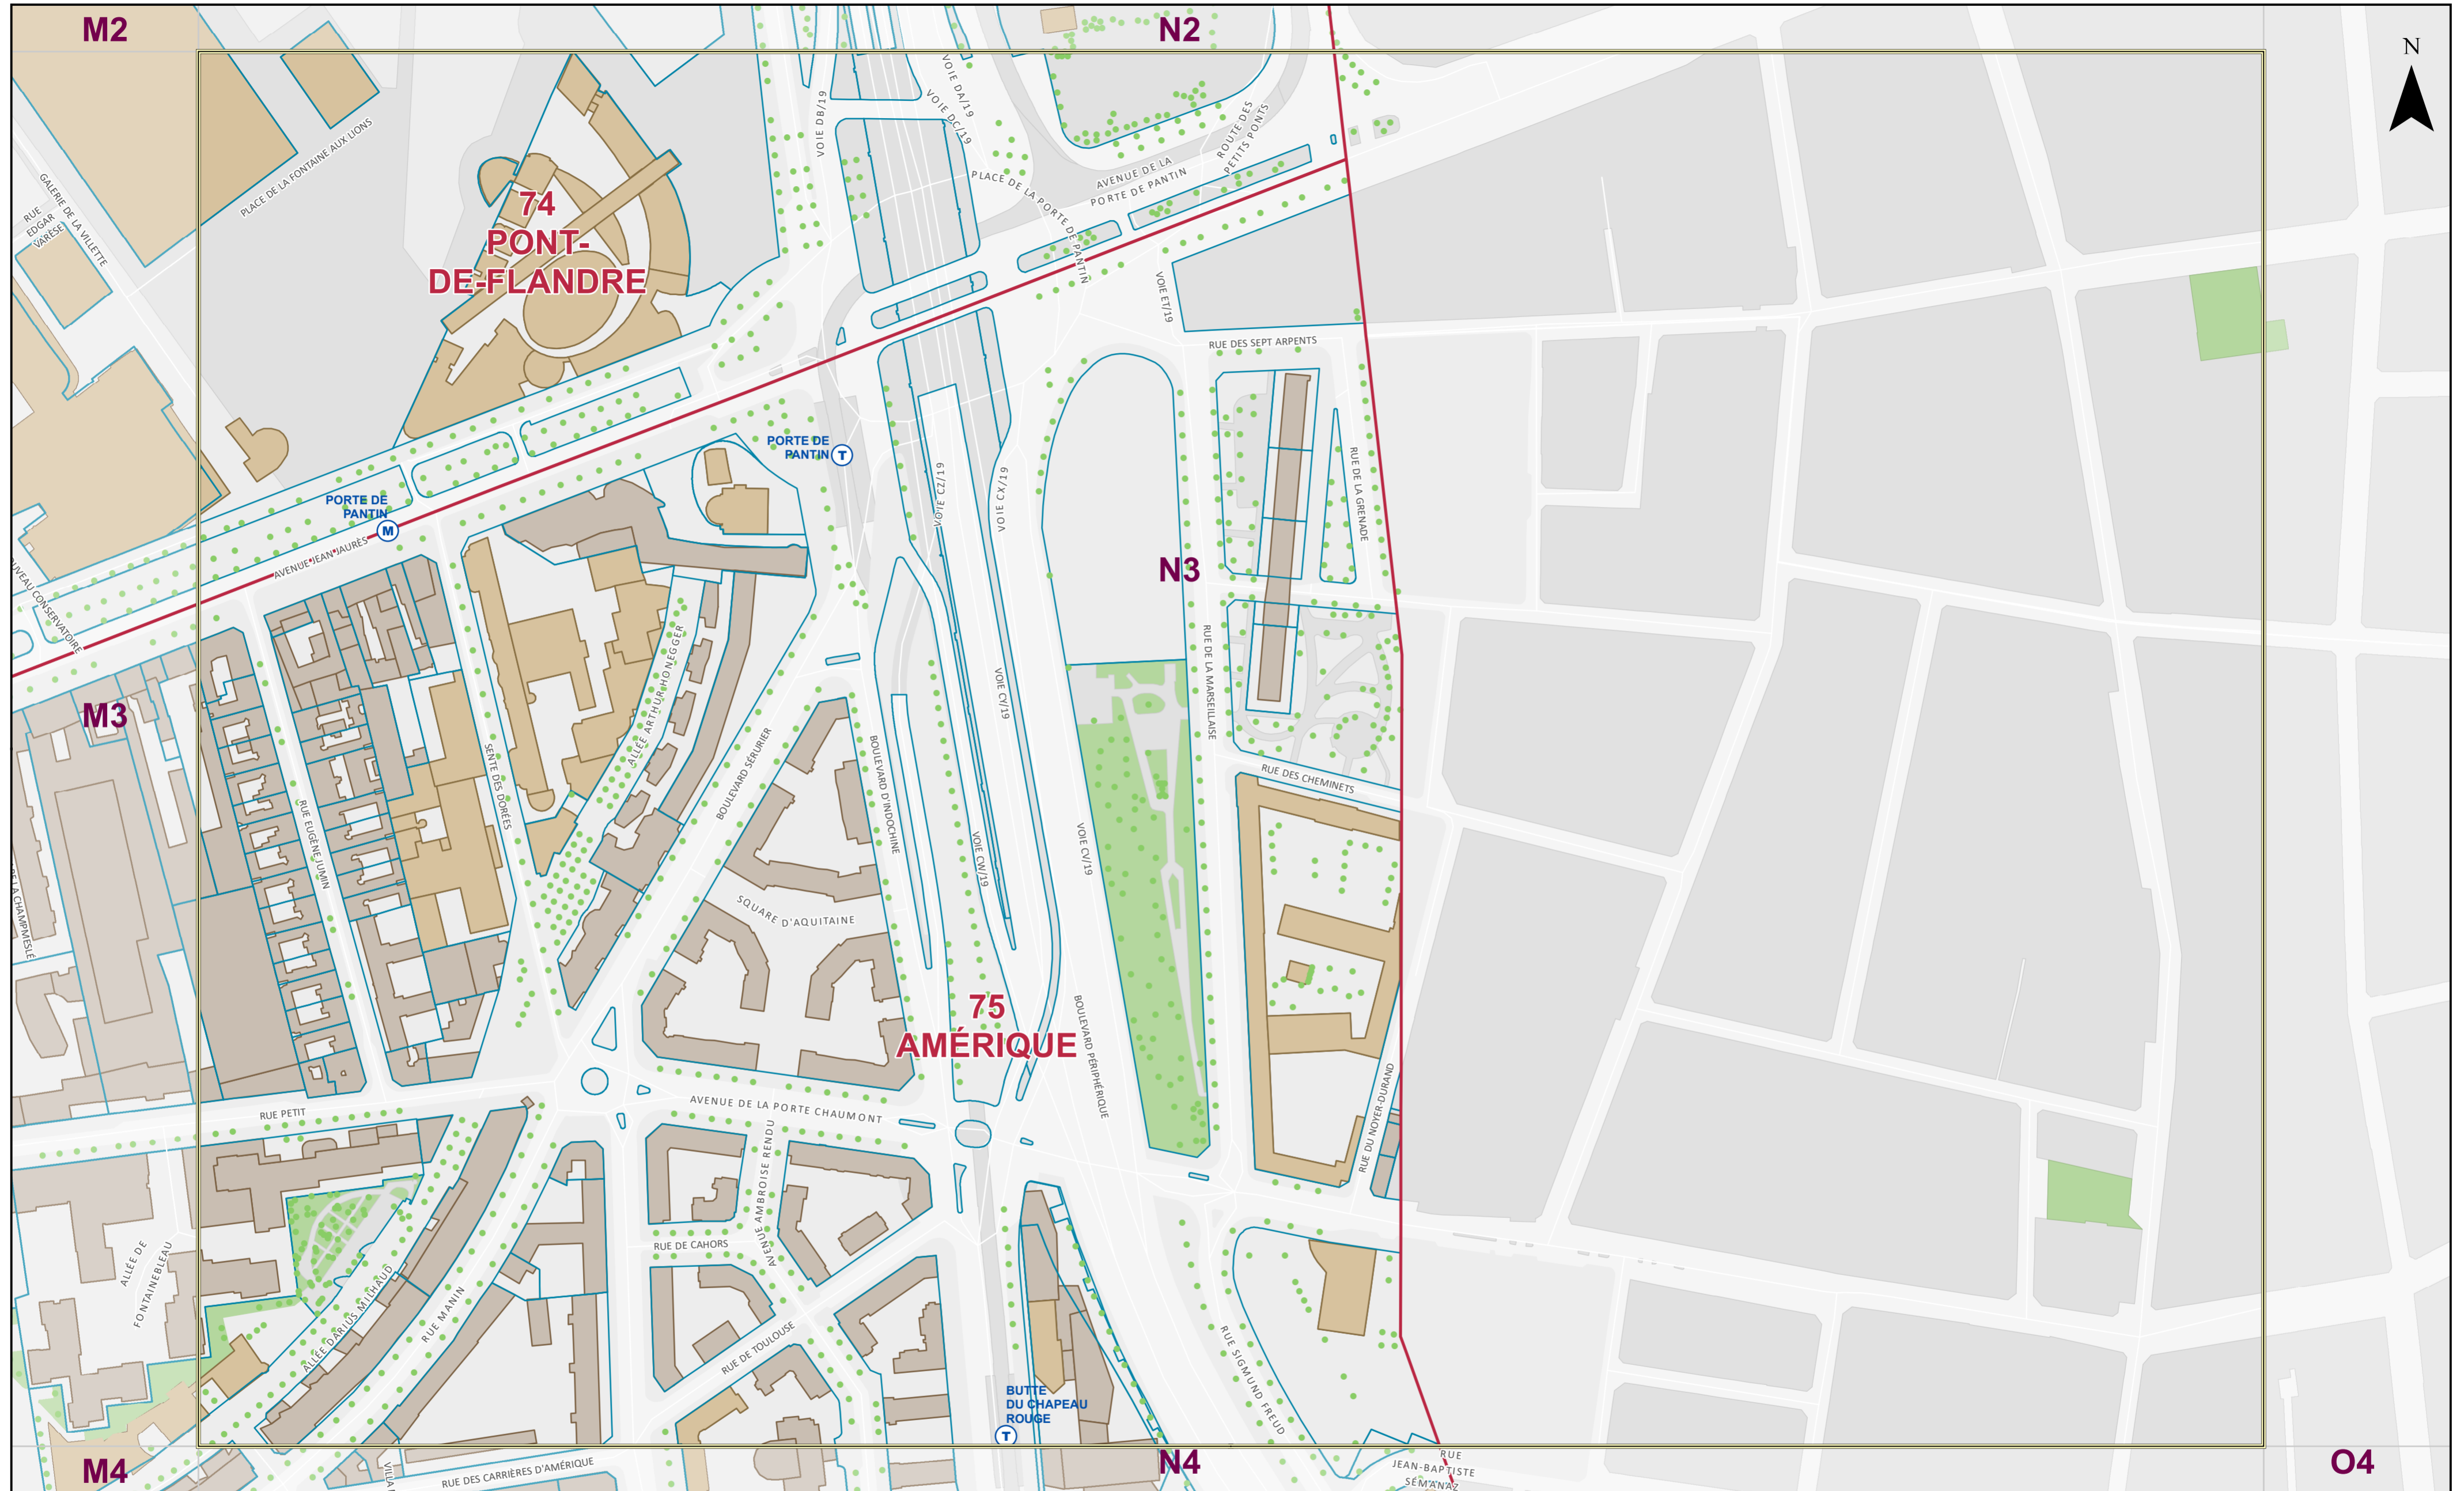 M2
N2
N
VOIE DA/19
VOIE DB/19
VOIE DC/19
PLACE DE LA FONTAINE AUX LIONS
GALERIE DE LA VILLETTE
RUE
EDGAR
VARÈSE
ROUTE DES
PETITS PONTS
AVENUE DE LA
PORTE DE PANTIN
PLACE DE LA PORTE DE PANTIN
74
PONT-
DE-FLANDRE
VOIE ET/19
RUE DES SEPT ARPENTS
PORTE DE
PANTIN
T
PORTE DE
PANTIN
M
AVENUE JEAN JAURÈS
VOIE CZ/19
VOIE CX/19
RUE DE LA GRENADE
UVEAU CONSERVATOIRE
N3
M3
ALLÉE ARTHUR HONEGGER
RUE DE LA MARSEILLAISE
VOIE CY/19
SENTE DES DORÉES
BOULEVARD SÉRURIER
BOULEVARD D'INDOCHINE
RUE DES CHEMINETS
RUE EUGÈNE JUMIN
VOIE CW/19
VOIE CV/19
RE LA CHAMPMESLÉ
SQUARE D'AQUITAINE
75
AMÉRIQUE
BOULEVARD PÉRIPHÉRIQUE
RUE DU NOYER-DURAND
RUE PETIT
AVENUE DE LA PORTE CHAUMONT
AVENUE AMBROISE RENDU
RUE DE CAHORS
ALLÉE DE
FONTAINEBLEAU
ALLÉE DARIUS MILHAUD
RUE MANIN
RUE DE TOULOUSE
RUE SIGMUND FREUD
BUTTE
DU CHAPEAU
ROUGE
T
M4
VILLA
RUE DES CARRIÈRES D'AMÉRIQUE
N4
RUE
JEAN-BAPTISTE
SÉMANAZ
O4